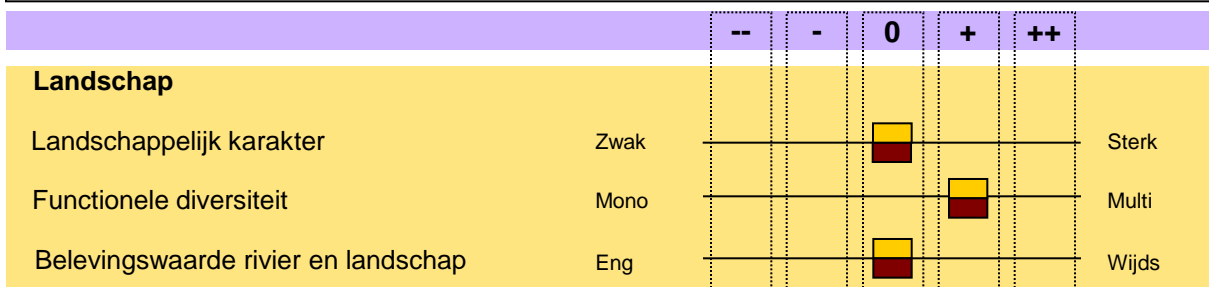 -- - 0 + ++
Landschap
Landschappelijk karakter Zwak Sterk
Functionele diversiteit Mono Multi
Belevingswaarde rivier en landschap Eng Wijds